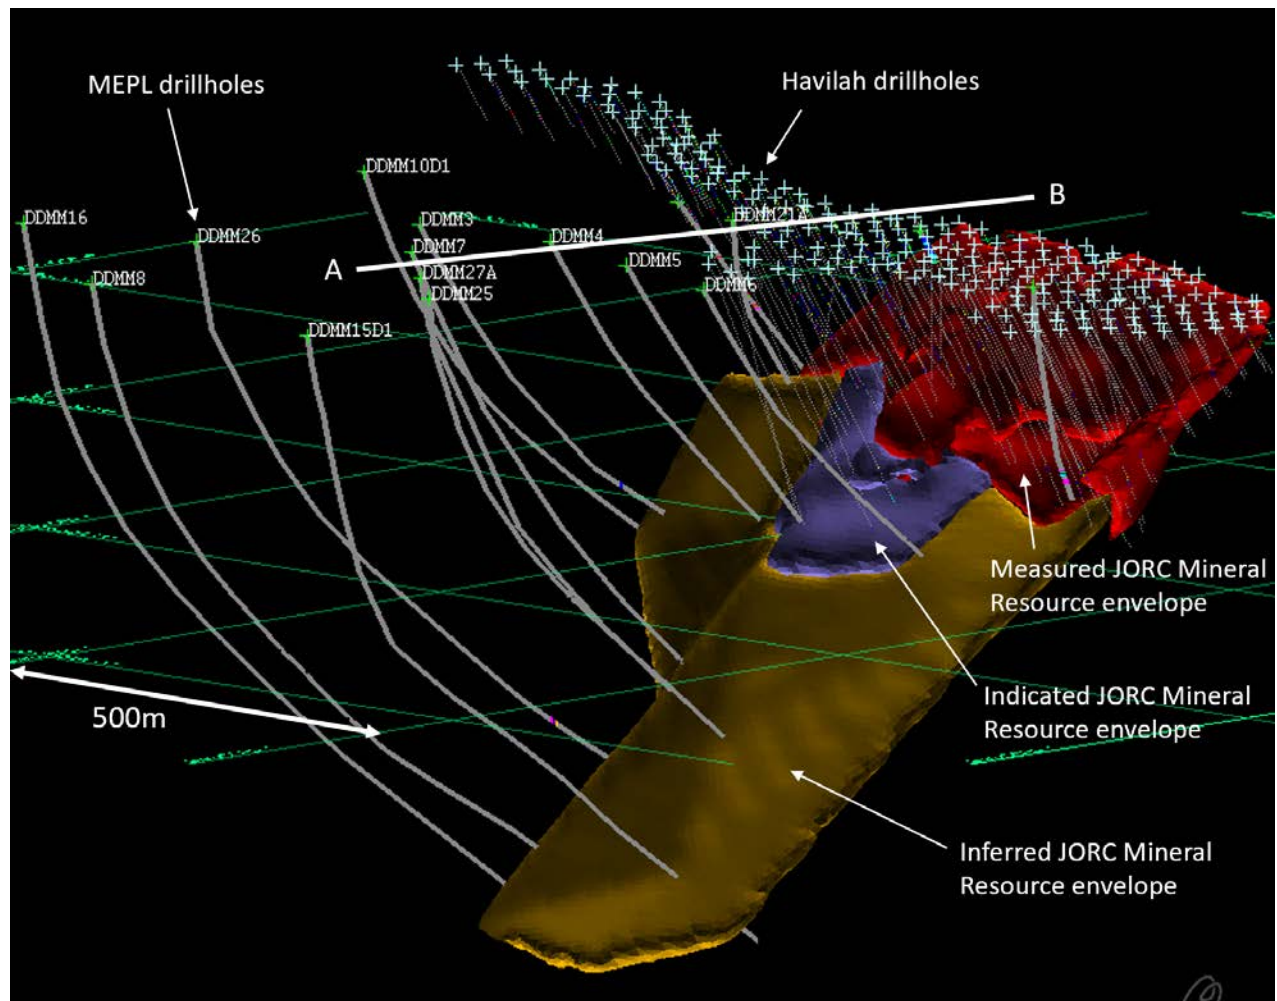 MEPL drillholes
Havilah drillholes
DDMM10D1
DDMM16
DDMM3
DDMM21A
B
DDMM26
DDMM7
DDMM4
A
DDMM8
DDMM27A
DDMM5
DDMM25
DDMM6
DDMM15D1
Measured JORC Mineral
Resource envelope
500m
Indicated JORC Mineral
Resource envelope
Inferred JORC Mineral
Resource envelope